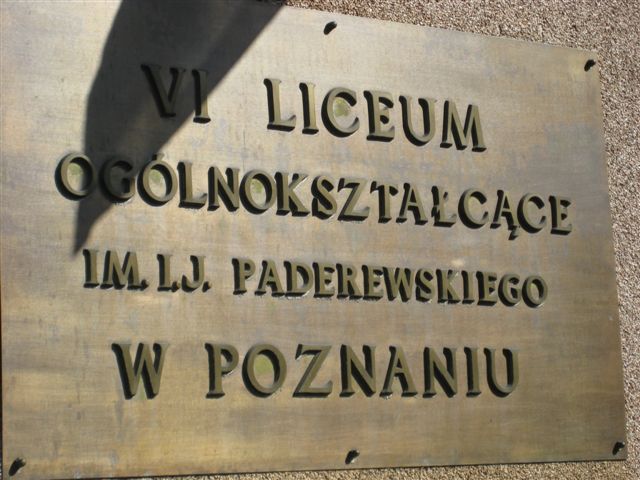 VI LICEUM
OGÓLNOKSZTAŁCĄCE
IM. I.J. PADEREWSKIEGO
W POZNANIU